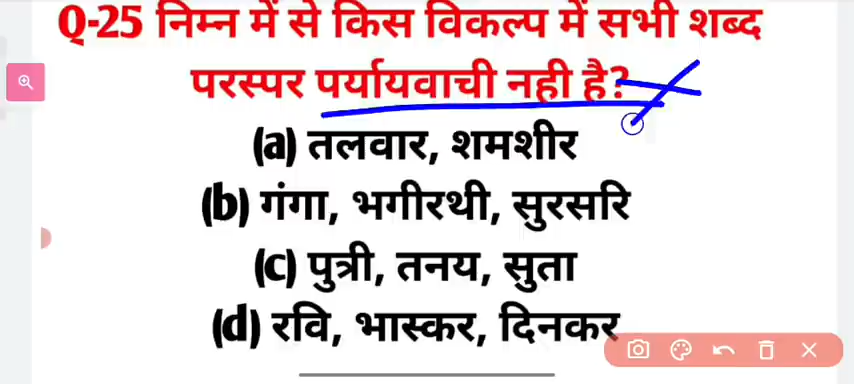 Q-25 निम्न में से किस विकल्प में सभी शब्द
परस्पर पर्यायवाची नही है?
(a) तलवार, शमशीर
(b) गंगा, भगीरथी, सुरसरि
(c) पुत्री, तनय, सुता
(d) रवि, भास्कर, दिनकर